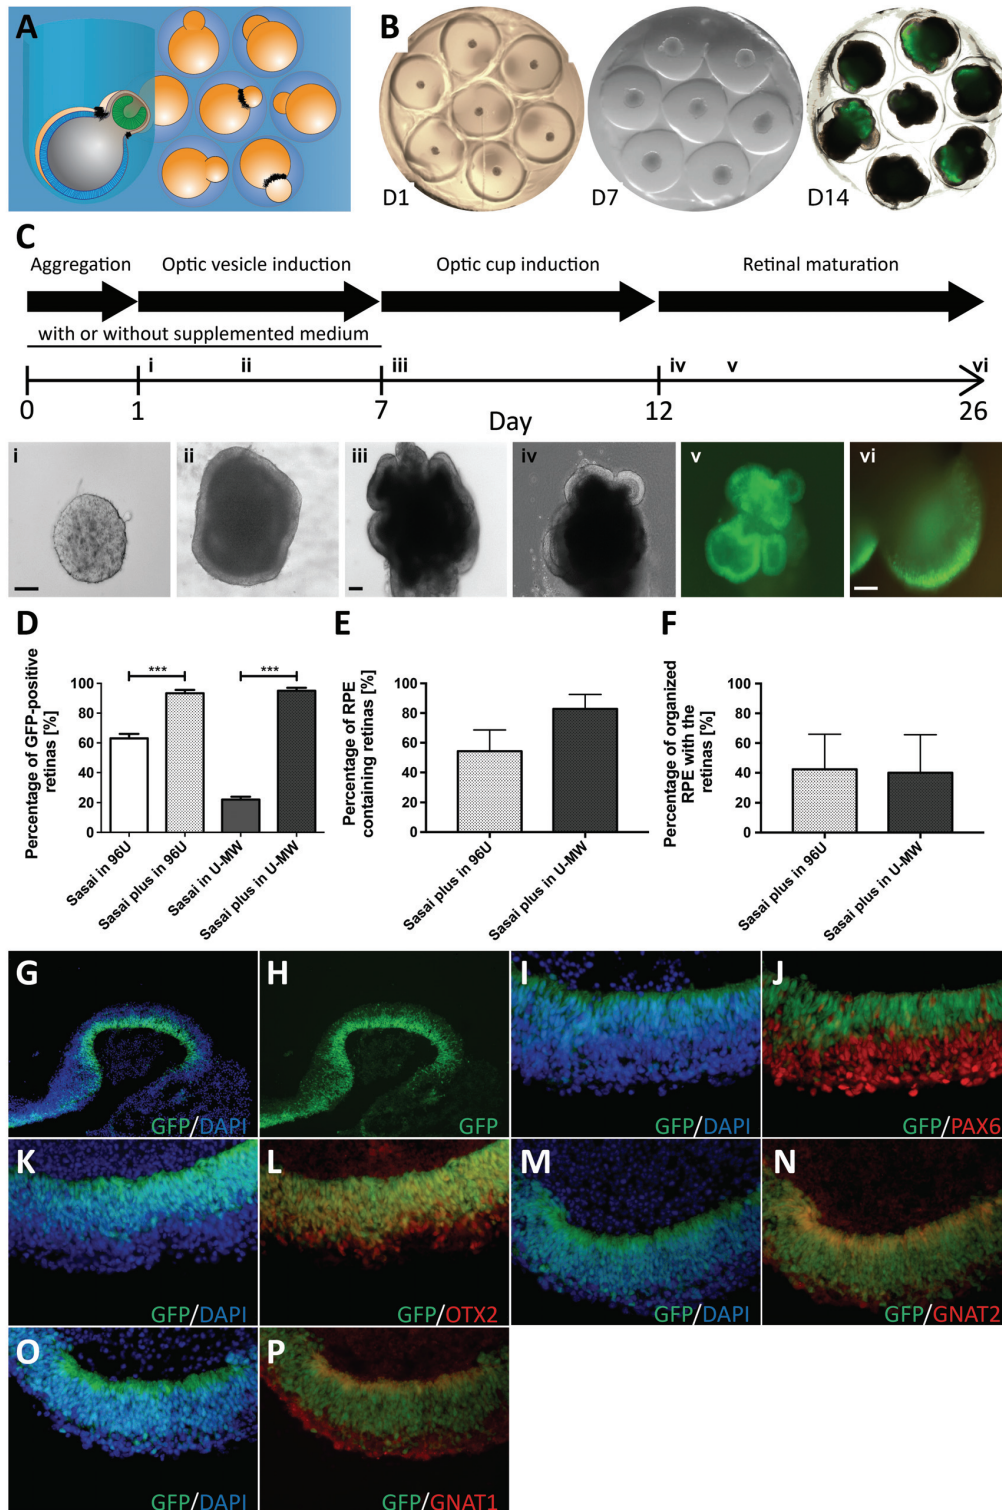 A
B
D1
D7
D14
C
Aggregation
Optic vesicle induction
Optic cup induction
Retinal maturation
with or without supplemented medium
i
ii
iii
iv
v
vi
0
1
7
12
26
Day
i
ii
iii
iv
v
vi
D
Percentage of GFP-positive
retinas [%]
100
80
60
40
20
0
***
***
Sasai in 96U
Sasai plus in 96U
Sasai in U-MW
Sasai plus in U-MW
E
Percentage of RPE
containing retinas [%]
100
80
60
40
20
0
Sasai plus in 96U
Sasai plus in U-MW
F
Percentage of organized
RPE with the
retinas [%]
100
80
60
40
20
0
Sasai plus in 96U
Sasai plus in U-MW
G
GFP/DAPI
H
GFP
I
GFP/DAPI
J
GFP/PAX6
K
GFP/DAPI
L
GFP/OTX2
M
GFP/DAPI
N
GFP/GNAT2
O
GFP/DAPI
P
GFP/GNAT1